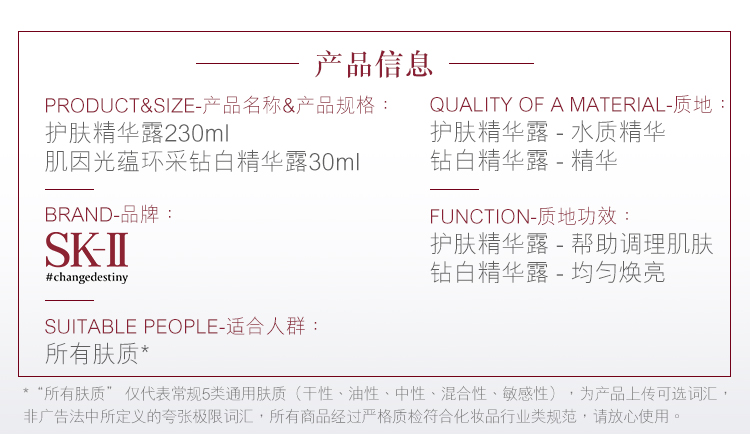 产品信息
PRODUCT&SIZE-产品名称&产品规格：
护肤精华露230ml
肌因光蕴环采钻白精华露30ml
BRAND-品牌：
SK-II
#changedestiny
SUITABLE PEOPLE-适合人群：
所有肤质*
QUALITY OF A MATERIAL-质地：
护肤精华露 - 水质精华
钻白精华露 - 精华
FUNCTION-质地功效：
护肤精华露 - 帮助调理肌肤
钻白精华露 - 均匀焕亮
*“所有肤质” 仅代表常规5类通用肤质（干性、油性、中性、混合性、敏感性），为产品上传可选词汇，
非广告法中所定义的夸张极限词汇，所有商品经过严格质检符合化妆品行业类规范，请放心使用。